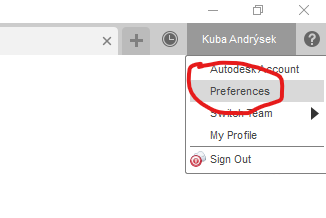 Kuba Andrýsek
Autodesk Account
Preferences
Switch Team
My Profile
Sign Out